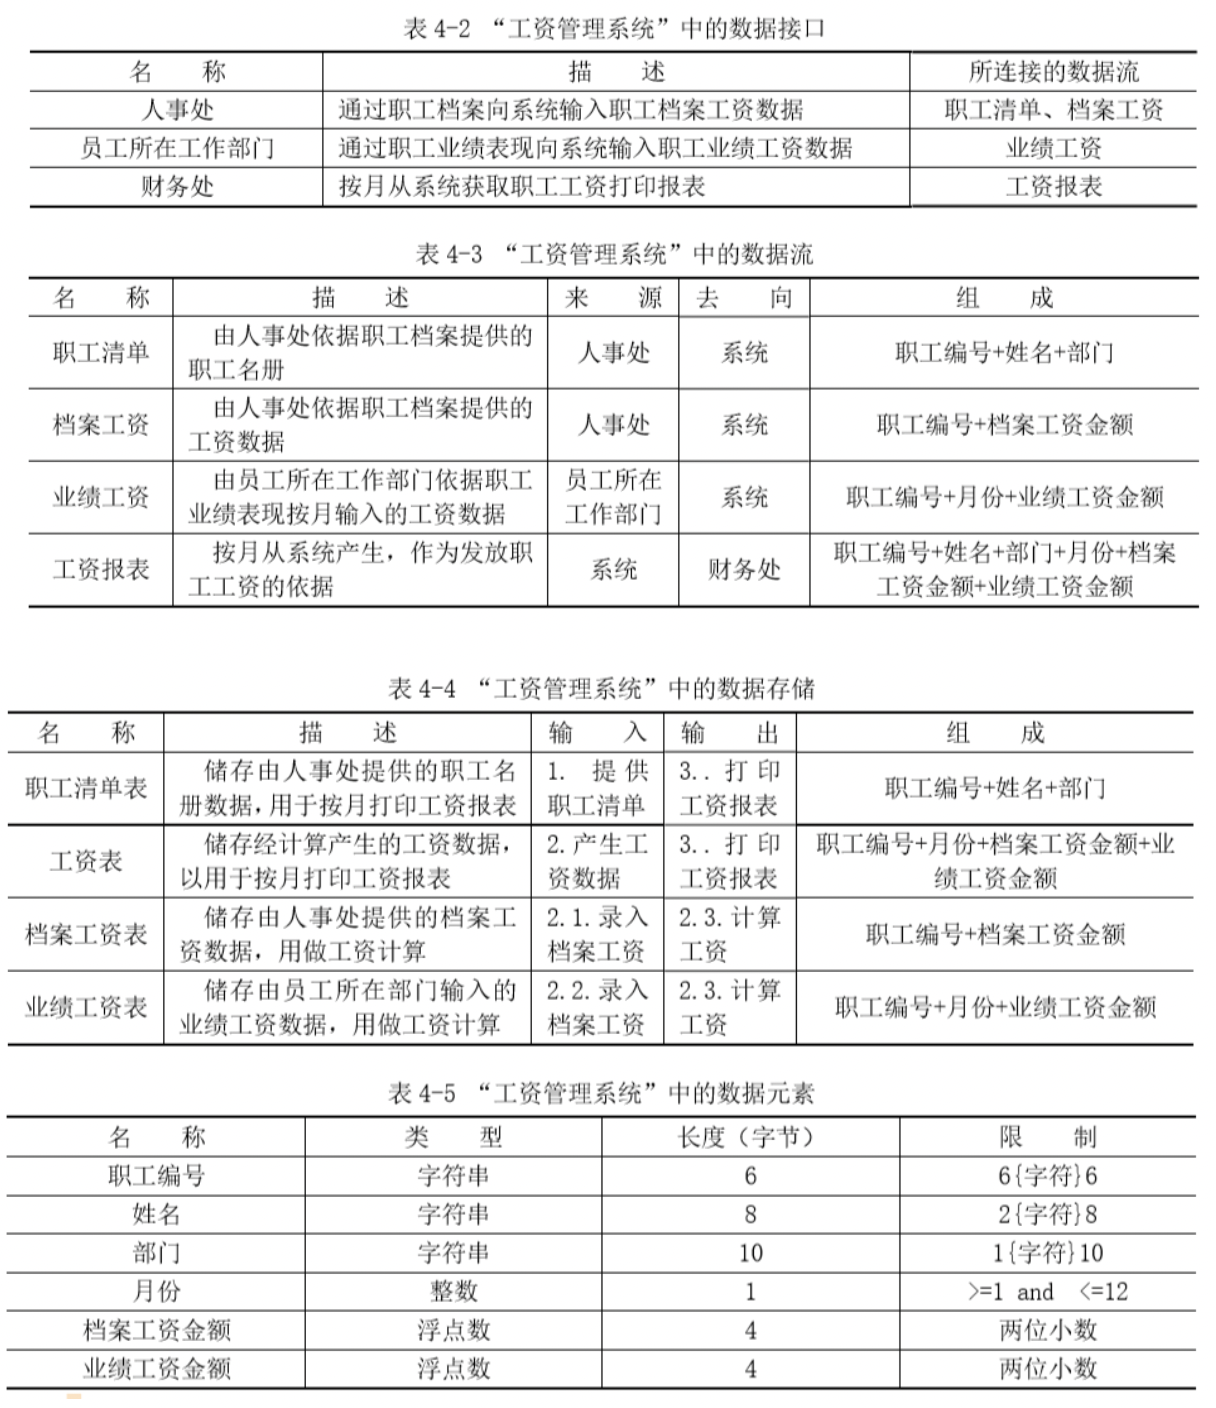 表 4-2 “工资管理系统”中的数据接口
名 称 描 述 所连接的数据流
人事处 通过职工档案向系统输入职工档案工资数据 职工清单、档案工资
员工所在工作部门 通过职工业绩表现向系统输入职工业绩工资数据 业绩工资
财务处 按月从系统获取职工工资打印报表 工资报表
表 4-3 “工资管理系统”中的数据流
名 称 描 述 来 源 去 向 组 成
职工清单
由人事处依据职工档案提供的
职工名册
人事处
系统
职工编号+姓名+部门
档案工资
由人事处依据职工档案提供的
工资数据
人事处
系统
职工编号+档案工资金额
业绩工资
由员工所在工作部门依据职工
业绩表现按月输入的工资数据
员工所在
工作部门
系统
职工编号+月份+业绩工资金额
工资报表
按月从系统产生，作为发放职
工工资的依据
系统
财务处
职工编号+姓名+部门+月份+档案
工资金额+业绩工资金额
表 4-4 “工资管理系统”中的数据存储
名 称 描 述 输 入 输 出 组 成
职工清单表
储存由人事处提供的职工名
册数据，用于按月打印工资报表
1. 提供
职工清单
3.. 打印
工资报表
职工编号+姓名+部门
工资表
储存经计算产生的工资数据，
以用于按月打印工资报表
2.产生工
资数据
3.. 打印
工资报表
职工编号+月份+档案工资金额+业
绩工资金额
档案工资表
储存由人事处提供的档案工
资数据，用做工资计算
2.1.录入
档案工资
2.3.计算
工资
职工编号+档案工资金额
业绩工资表
储存由员工所在部门输入的
业绩工资数据，用做工资计算
2.2.录入
档案工资
2.3.计算
工资
职工编号+月份+业绩工资金额
表 4-5 “工资管理系统”中的数据元素
名 称 类 型 长度（字节） 限 制
职工编号 字符串 6 6{字符}6
姓名 字符串 8 2{字符}8
部门 字符串 10 1{字符}10
月份 整数 1 >=1 and <=12
档案工资金额 浮点数 4 两位小数
业绩工资金额 浮点数 4 两位小数